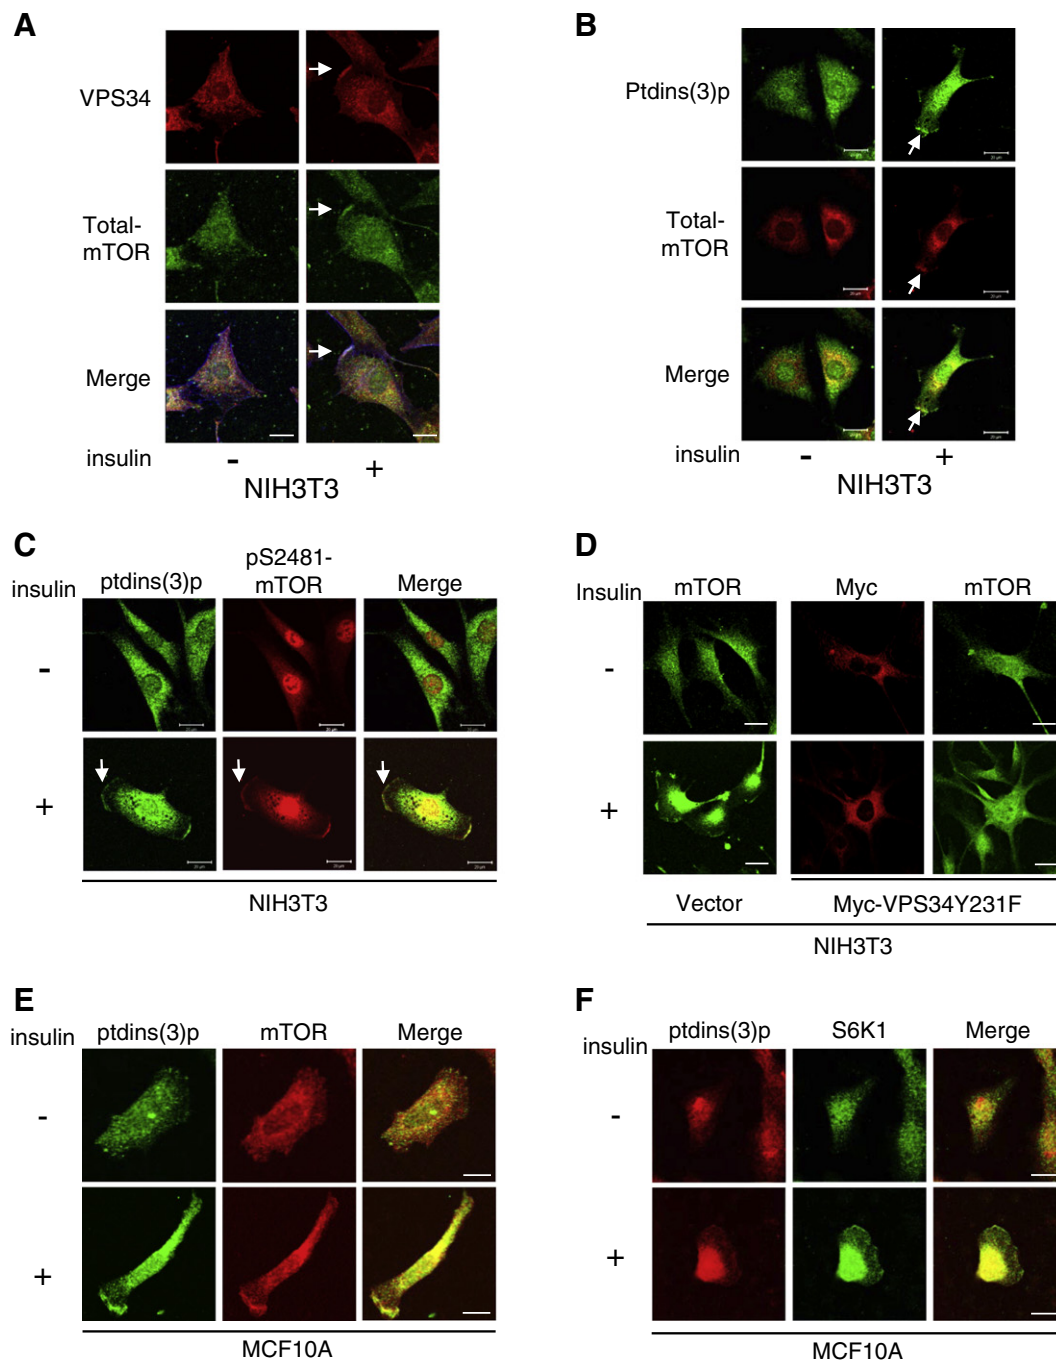 A
B
VPS34
Total-
mTOR
Merge
insulin
-
+
NIH3T3
Ptdins(3)p
Total-
mTOR
Merge
insulin
-
+
NIH3T3
C
insulin
ptdins(3)p
pS2481-
mTOR
Merge
-
+
NIH3T3
D
Insulin
mTOR
Myc
mTOR
-
+
Vector
Myc-VPS34Y231F
NIH3T3
E
insulin
ptdins(3)p
mTOR
Merge
-
+
MCF10A
F
insulin
ptdins(3)p
S6K1
Merge
-
+
MCF10A